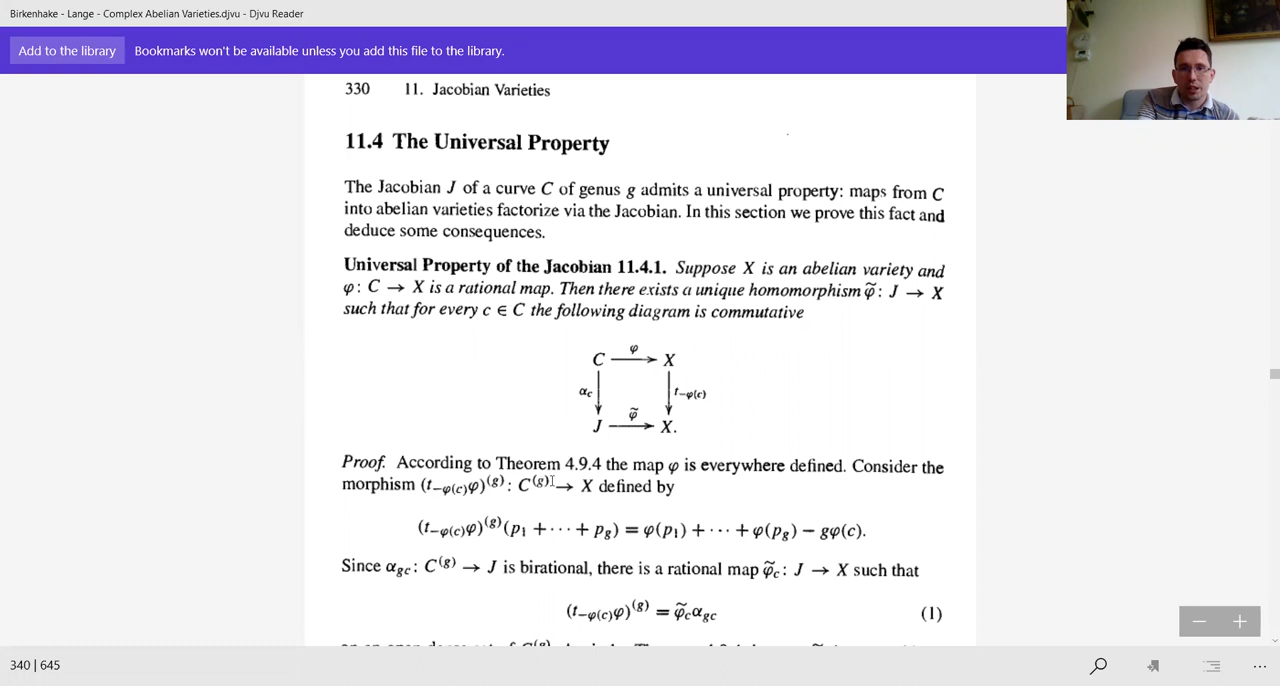 Birkenhake - Lange - Complex Abelian Varieties.djvu - Djvu Reader
Add to the library Bookmarks won't be available unless you add this file to the library.
330 11. Jacobian Varieties
11.4 The Universal Property
The Jacobian J of a curve C of genus g admits a universal property: maps from C
into abelian varieties factorize via the Jacobian. In this section we prove this fact and
deduce some consequences.
Universal Property of the Jacobian 11.4.1. Suppose X is an abelian variety and
φ : C → X is a rational map. Then there exists a unique homomorphism φ̃ : J → X
such that for every c ∈ C the following diagram is commutative
φ
C → X
α_c t_{−φ(c)}
φ̃
J → X.
Proof. According to Theorem 4.9.4 the map φ is everywhere defined. Consider the
morphism (t_{−φ(c)}φ)^{(g)} : C^{(g)} → X defined by
(t_{−φ(c)}φ)^{(g)}(p₁ + ··· + p_g) = φ(p₁) + ··· + φ(p_g) − gφ(c).
Since α_{gc} : C^{(g)} → J is birational, there is a rational map φ̃_c : J → X such that
(t_{−φ(c)}φ)^{(g)} = φ̃_c α_{gc} (1)
340 | 645